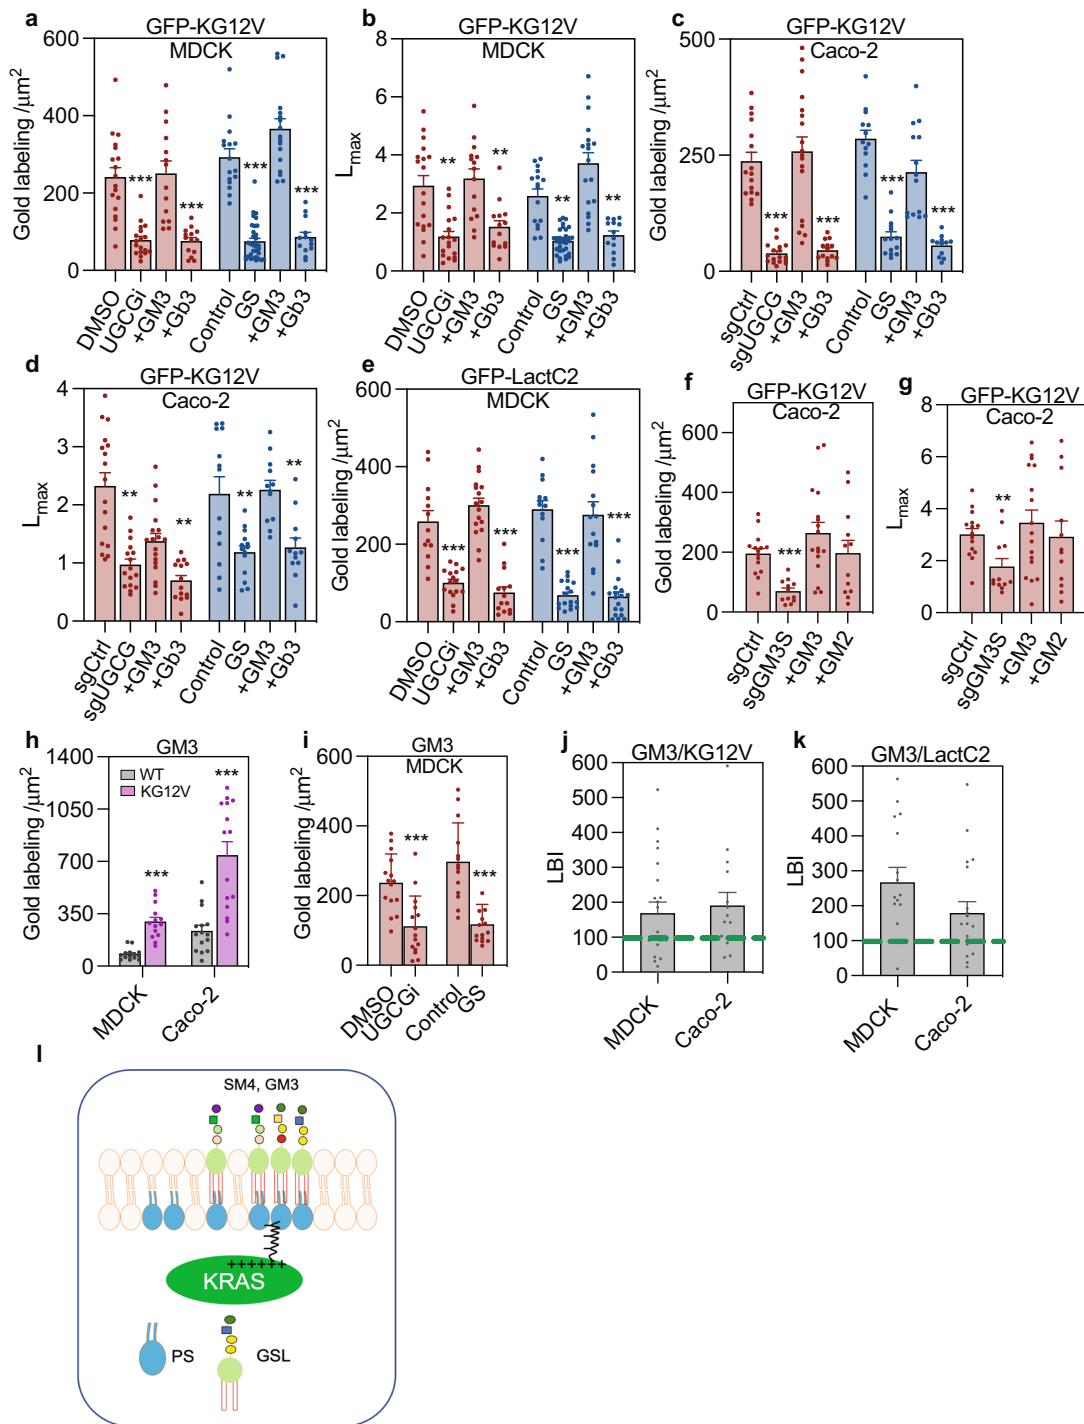 a
GFP-KG12V
MDCK
Gold labeling /μm²
600
400
200
0
***
***
***
***
DMSO
UGCGi
+GM3
+Gb3
Control
GS
+GM3
+Gb3
b
GFP-KG12V
MDCK
Lmax
8
6
4
2
0
**
**
**
**
DMSO
UGCGi
+GM3
+Gb3
Control
GS
+GM3
+Gb3
c
GFP-KG12V
Caco-2
Gold labeling /μm²
500
250
0
***
***
***
***
sgCtrl
sgUGCG
+GM3
+Gb3
Control
GS
+GM3
+Gb3
d
GFP-KG12V
Caco-2
Lmax
4
3
2
1
0
**
**
**
**
sgCtrl
sgUGCG
+GM3
+Gb3
Control
GS
+GM3
+Gb3
e
GFP-LactC2
MDCK
Gold labeling /μm²
600
400
200
0
***
***
***
***
DMSO
UGCGi
+GM3
+Gb3
Control
GS
+GM3
+Gb3
f
GFP-KG12V
Caco-2
Gold labeling /μm²
600
400
200
0
***
sgCtrl
sgGM3S
+GM3
+GM2
g
GFP-KG12V
Caco-2
Lmax
8
6
4
2
0
**
sgCtrl
sgGM3S
+GM3
+GM2
h
GM3
Gold labeling /μm²
1400
1050
700
350
0
WT
KG12V
***
***
MDCK
Caco-2
i
GM3
MDCK
Gold labeling /μm²
600
400
200
0
***
***
DMSO
UGCGi
Control
GS
j
GM3/KG12V
LBI
600
500
400
300
200
100
0
MDCK
Caco-2
k
GM3/LactC2
LBI
600
500
400
300
200
100
0
MDCK
Caco-2
l
SM4, GM3
++++++
KRAS
PS
GSL